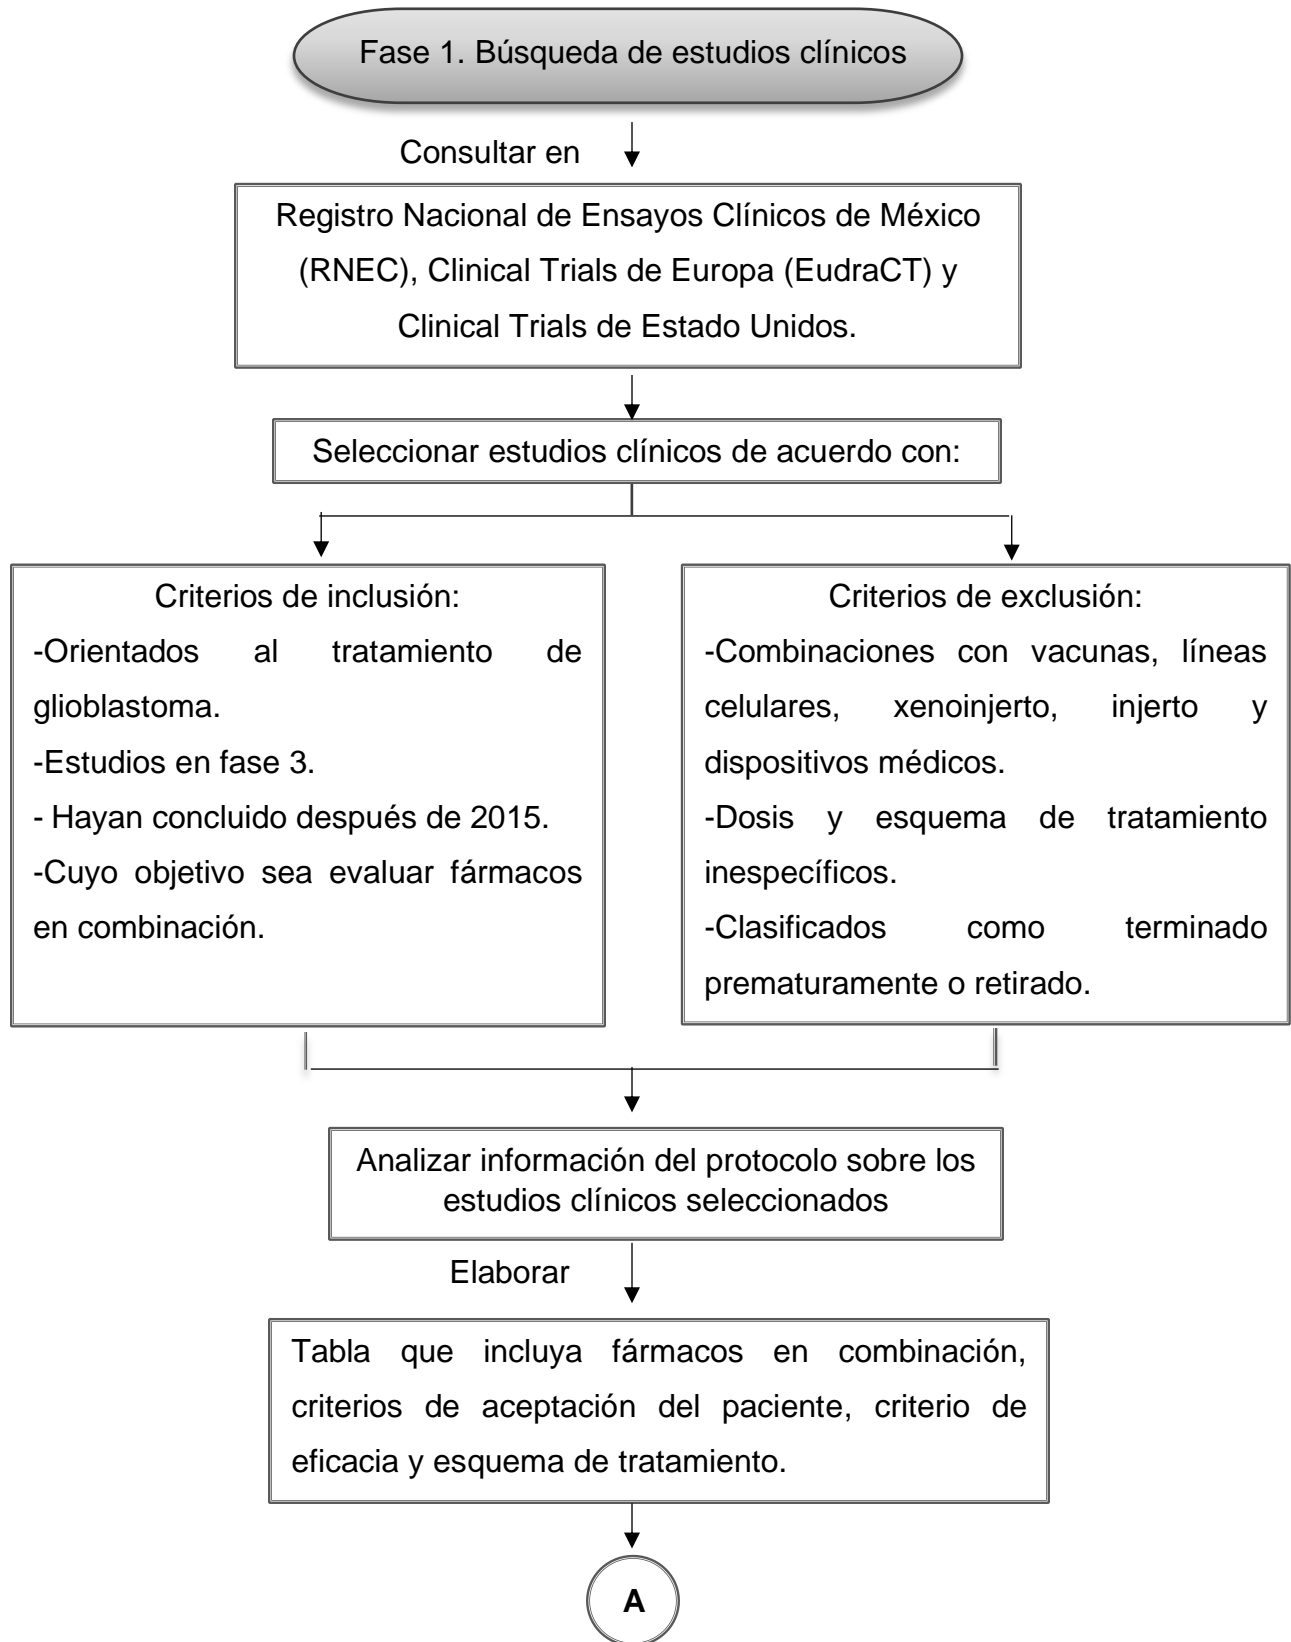 Fase 1. Búsqueda de estudios clínicos
Consultar en
Registro Nacional de Ensayos Clínicos de México
(RNEC), Clinical Trials de Europa (EudraCT) y
Clinical Trials de Estado Unidos.
Seleccionar estudios clínicos de acuerdo con:
Criterios de inclusión:
-Orientados al tratamiento de
glioblastoma.
-Estudios en fase 3.
- Hayan concluido después de 2015.
-Cuyo objetivo sea evaluar fármacos
en combinación.
Criterios de exclusión:
-Combinaciones con vacunas, líneas
celulares, xenoinjerto, injerto y
dispositivos médicos.
-Dosis y esquema de tratamiento
inespecíficos.
-Clasificados como terminado
prematuramente o retirado.
Analizar información del protocolo sobre los
estudios clínicos seleccionados
Elaborar
Tabla que incluya fármacos en combinación,
criterios de aceptación del paciente, criterio de
eficacia y esquema de tratamiento.
A